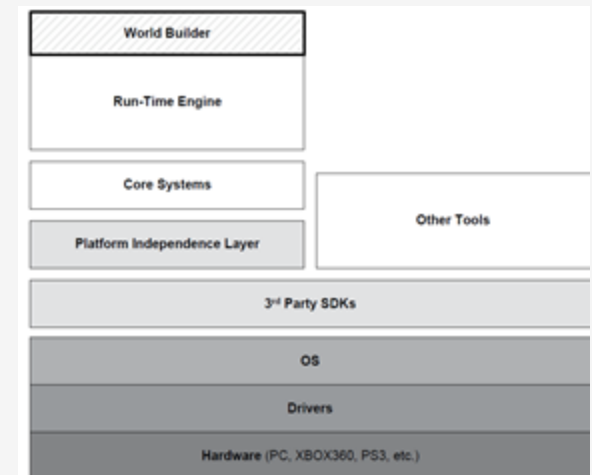 World Builder
Run-Time Engine
Core Systems
Other Tools
Platform Independence Layer
3rd Party SDKs
OS
Drivers
Hardware (PC, XBOX360, PS3, etc.)